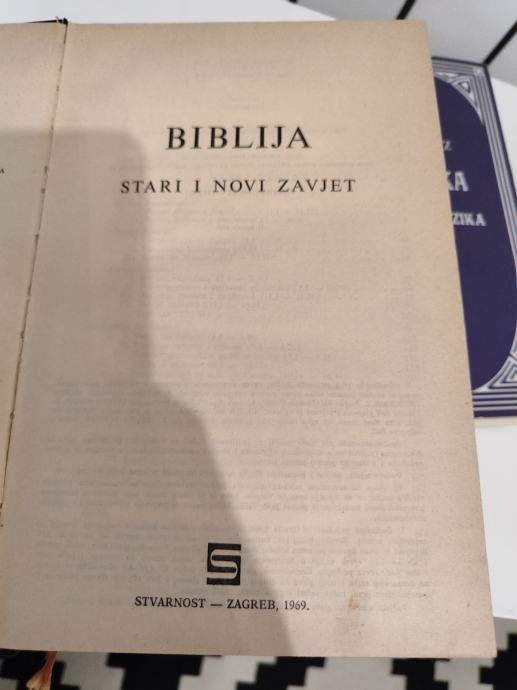 BIBLIJA
STARI I NOVI ZAVJET
S
STVARNOST — ZAGREB, 1969.
A
Z
KA
ZIKA